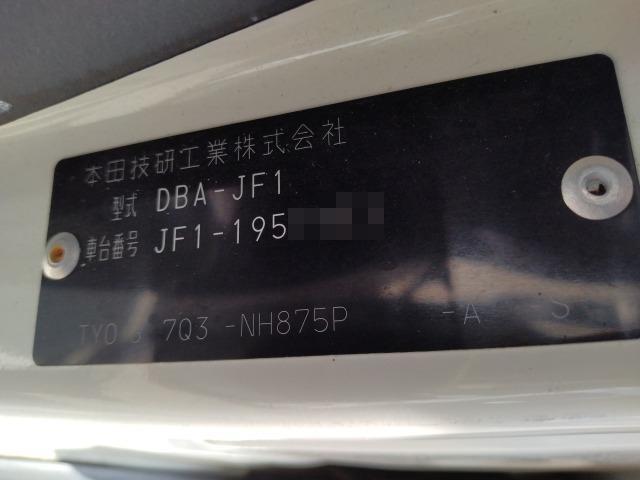 本田技研工業株式会社
型式 DBA-JF1
車台番号 JF1-195
7Q3 -NH875P -A S